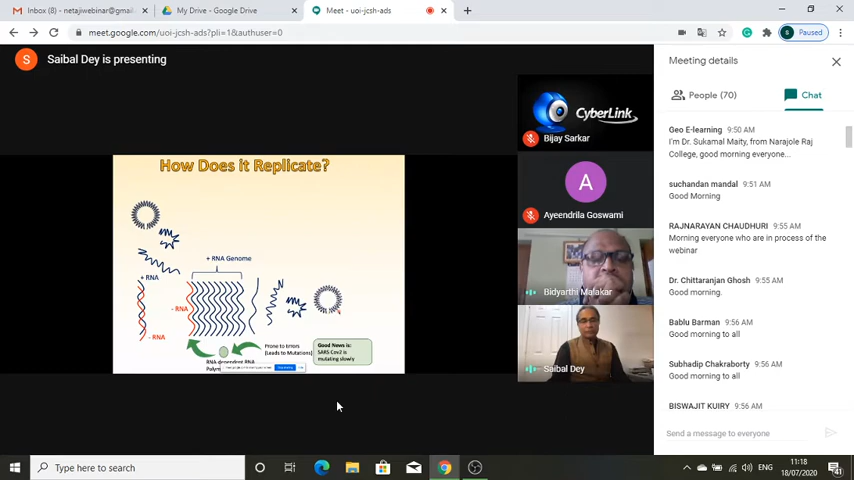 Inbox (8) - netajiwebinar@gmail.
My Drive - Google Drive
Meet - uoi-jcsh-ads
meet.google.com/uoi-jcsh-ads?pli=1&authuser=0
Paused
S
Saibal Dey is presenting
How Does it Replicate?
+ RNA Genome
+ RNA
- RNA
- RNA
Prone to Errors
(Leads to Mutations)
Good News is:
SARS Cov2 is
mutating slowly
RNA-dependent RNA
CyberLink
Bijay Sarkar
A
Ayeendrila Goswami
Bidyarthi Malakar
Saibal Dey
Meeting details
People (70)
Chat
Geo E-learning 9:50 AM
I'm Dr. Sukamal Maity, from Narajole Raj
College, good morning everyone...
suchandan mandal 9:51 AM
Good Morning
RAJNARAYAN CHAUDHURI 9:55 AM
Morning everyone who are in process of the
webinar
Dr. Chittaranjan Ghosh 9:55 AM
Good morning.
Bablu Barman 9:56 AM
Good morning to all
Subhadip Chakraborty 9:56 AM
Good morning to all
BISWAJIT KUIRY 9:56 AM
Send a message to everyone
Type here to search
ENG
11:18
18/07/2020
41